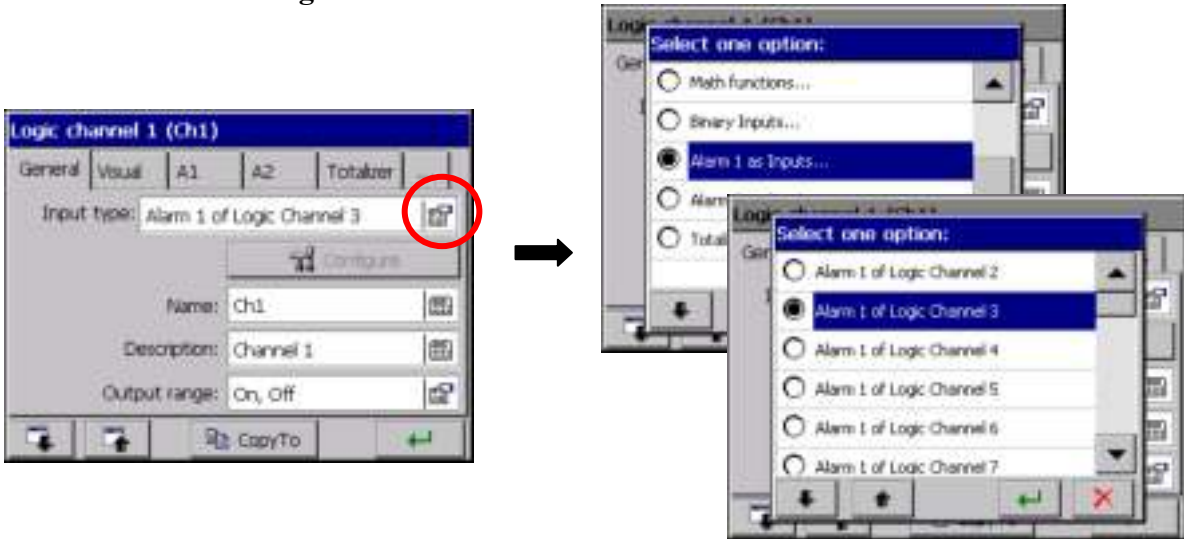 Logic channel 1 (Ch1)
General Visual A1 A2 Totalizer ...
Input type: Alarm 1 of Logic Channel 3
Configure
Name: Ch1
Description: Channel 1
Output range: On, Off
CopyTo
Select one option:
Math functions...
Binary Inputs...
Alarm 1 as Inputs...
Alarm
Total
Select one option:
Alarm 1 of Logic Channel 2
Alarm 1 of Logic Channel 3
Alarm 1 of Logic Channel 4
Alarm 1 of Logic Channel 5
Alarm 1 of Logic Channel 6
Alarm 1 of Logic Channel 7